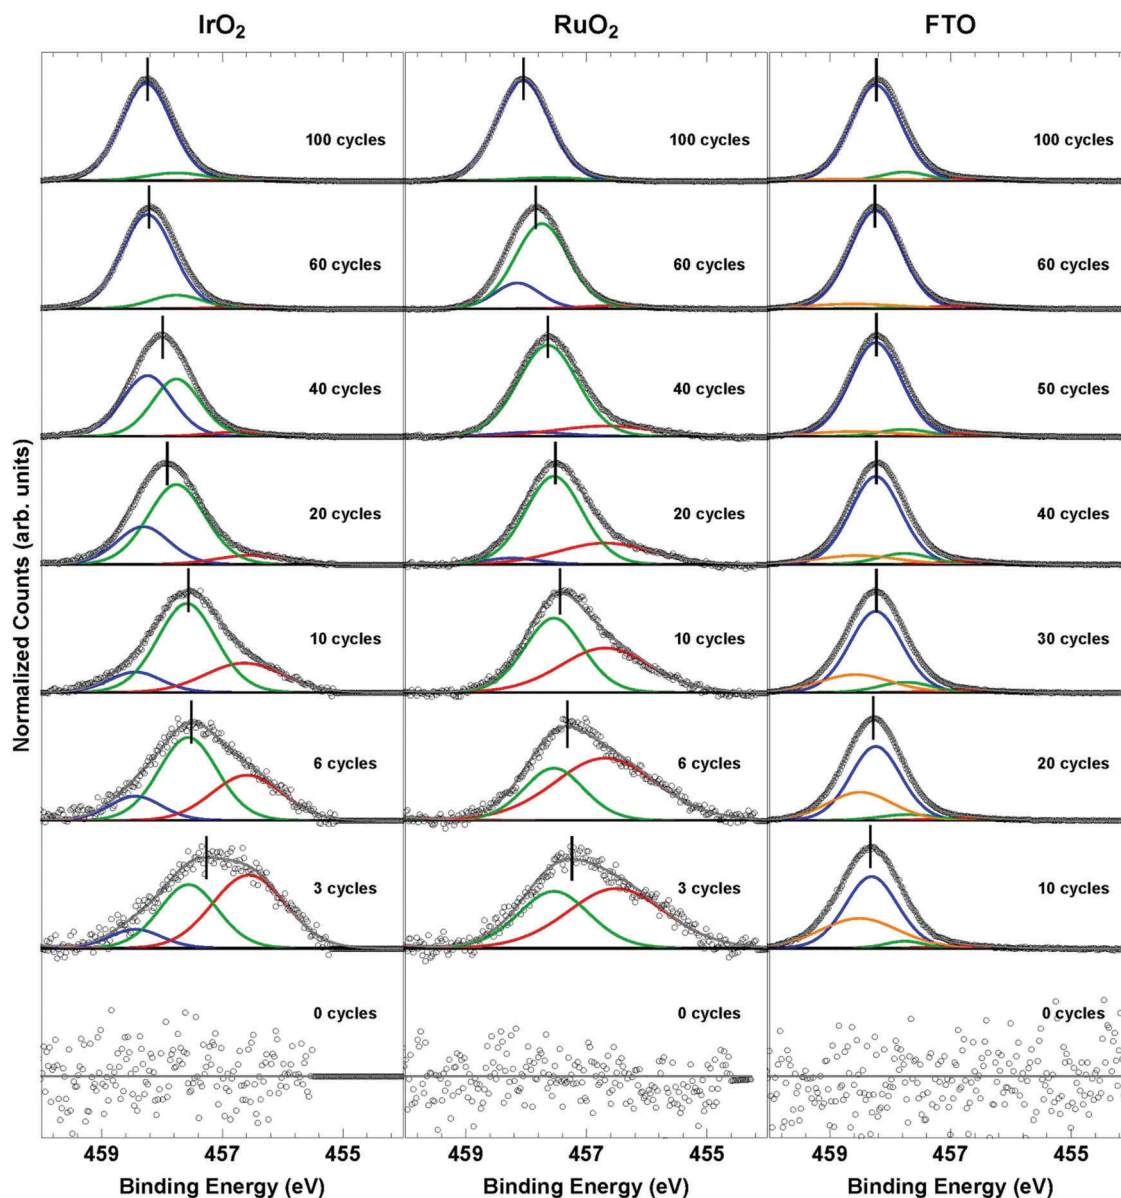 IrO2 RuO2 FTO
100 cycles 100 cycles 100 cycles
60 cycles 60 cycles 60 cycles
40 cycles 40 cycles 50 cycles
20 cycles 20 cycles 40 cycles
10 cycles 10 cycles 30 cycles
6 cycles 6 cycles 20 cycles
3 cycles 3 cycles 10 cycles
0 cycles 0 cycles 0 cycles
Normalized Counts (arb. units)
459 457 455 459 457 455 459 457 455
Binding Energy (eV) Binding Energy (eV) Binding Energy (eV)